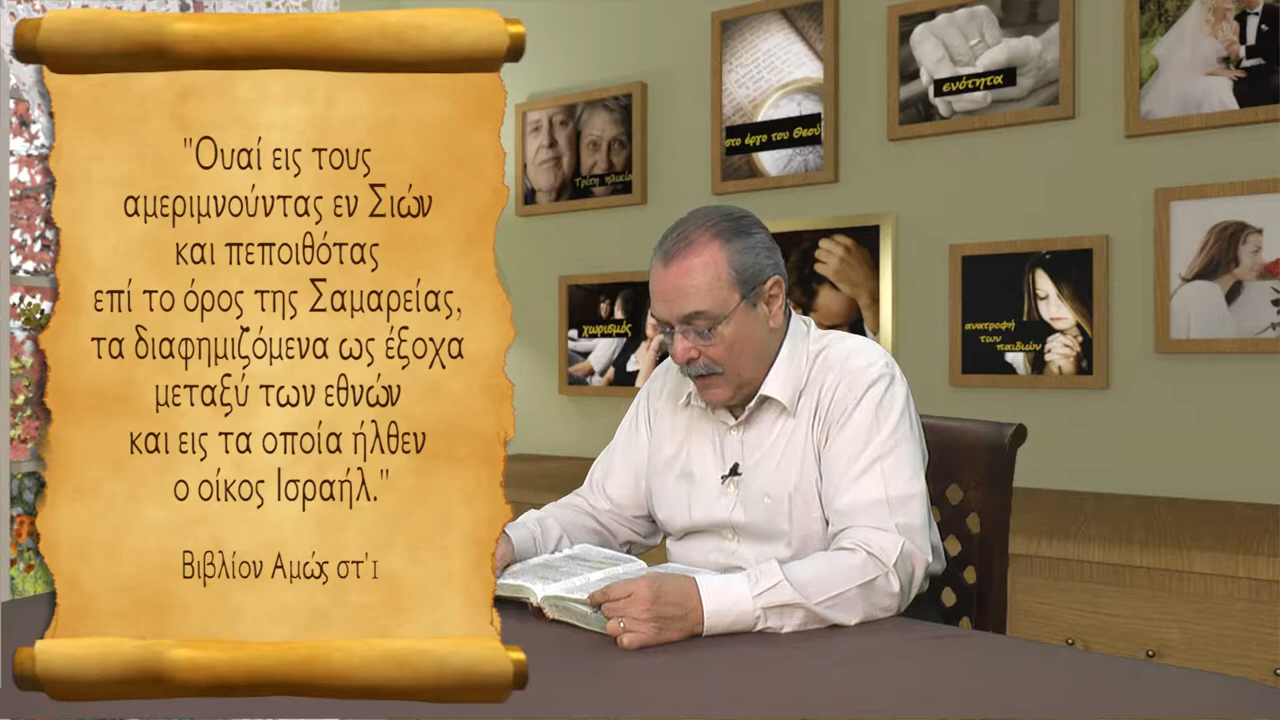 "Ουαί εις τους
αμεριμνούντας εν Σιών
και πεποιθότας
επί το όρος της Σαμαρείας,
τα διαφημιζόμενα ως έξοχα
μεταξύ των εθνών
και εις τα οποία ήλθεν
ο οίκος Ισραήλ."
Βιβλίον Αμώς στ'1
Τρίτη ηλικία
στο έργο του Θεού
ενότητα
χωρισμός
ανατροφή
των
παιδιών